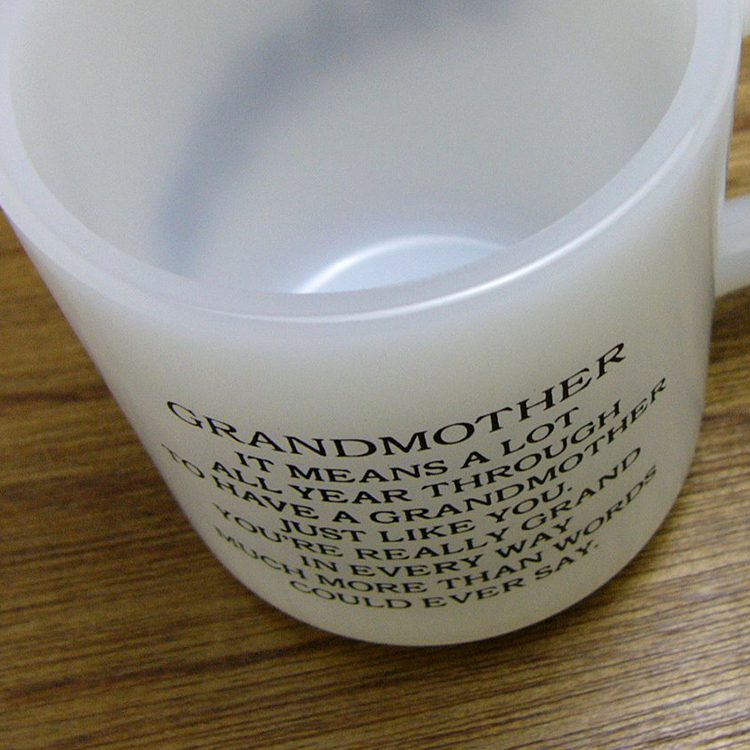 GRANDMOTHER
IT MEANS A LOT
ALL YEAR THROUGH
TO HAVE A GRANDMOTHER
JUST LIKE YOU.
YOU'RE REALLY GRAND
IN EVERY WAY
MUCH MORE THAN WORDS
COULD EVER SAY.